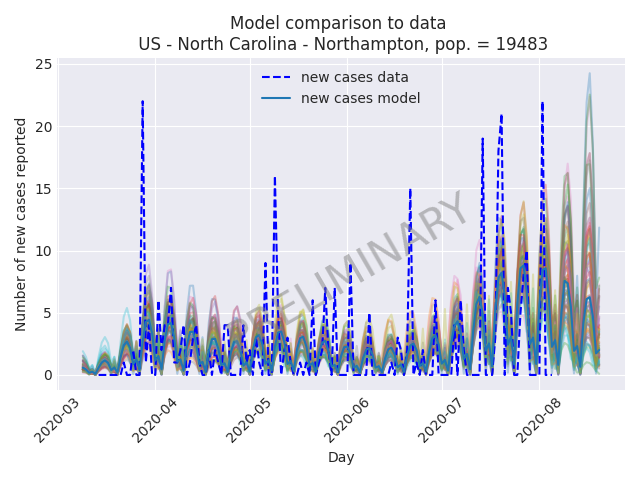 Model comparison to data
US - North Carolina - Northampton, pop. = 19483
new cases data
new cases model
PRELIMINARY
Number of new cases reported
25
20
15
10
5
0
2020-03
2020-04
2020-05
2020-06
2020-07
2020-08
Day